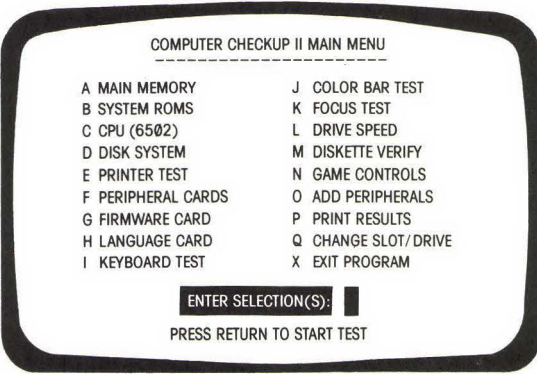 COMPUTER CHECKUP II MAIN MENU
A MAIN MEMORY
B SYSTEM ROMS
C CPU (6502)
D DISK SYSTEM
E PRINTER TEST
F PERIPHERAL CARDS
G FIRMWARE CARD
H LANGUAGE CARD
I KEYBOARD TEST
J COLOR BAR TEST
K FOCUS TEST
L DRIVE SPEED
M DISKETTE VERIFY
N GAME CONTROLS
O ADD PERIPHERALS
P PRINT RESULTS
Q CHANGE SLOT/DRIVE
X EXIT PROGRAM
ENTER SELECTION(S):
PRESS RETURN TO START TEST